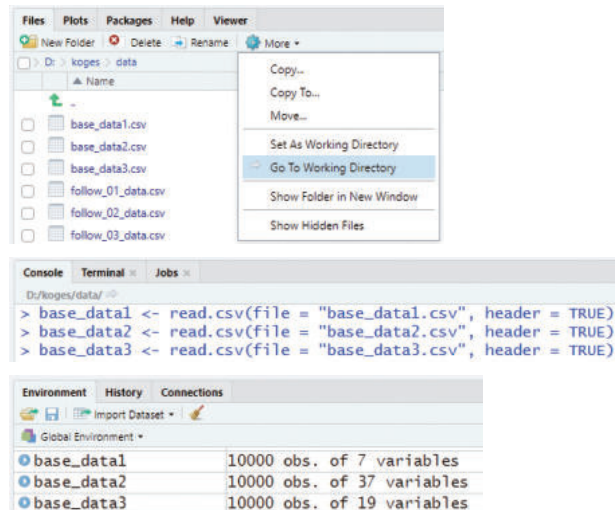 Files Plots Packages Help Viewer
New Folder Delete Rename More
D: koges data
Name
..
base_data1.csv
base_data2.csv
base_data3.csv
follow_01_data.csv
follow_02_data.csv
follow_03_data.csv
Copy...
Copy To...
Move...
Set As Working Directory
Go To Working Directory
Show Folder in New Window
Show Hidden Files
Console Terminal Jobs
D:/koges/data/
> base_data1 <- read.csv(file = "base_data1.csv", header = TRUE)
> base_data2 <- read.csv(file = "base_data2.csv", header = TRUE)
> base_data3 <- read.csv(file = "base_data3.csv", header = TRUE)
Environment History Connections
Import Dataset
Global Environment
base_data1 10000 obs. of 7 variables
base_data2 10000 obs. of 37 variables
base_data3 10000 obs. of 19 variables